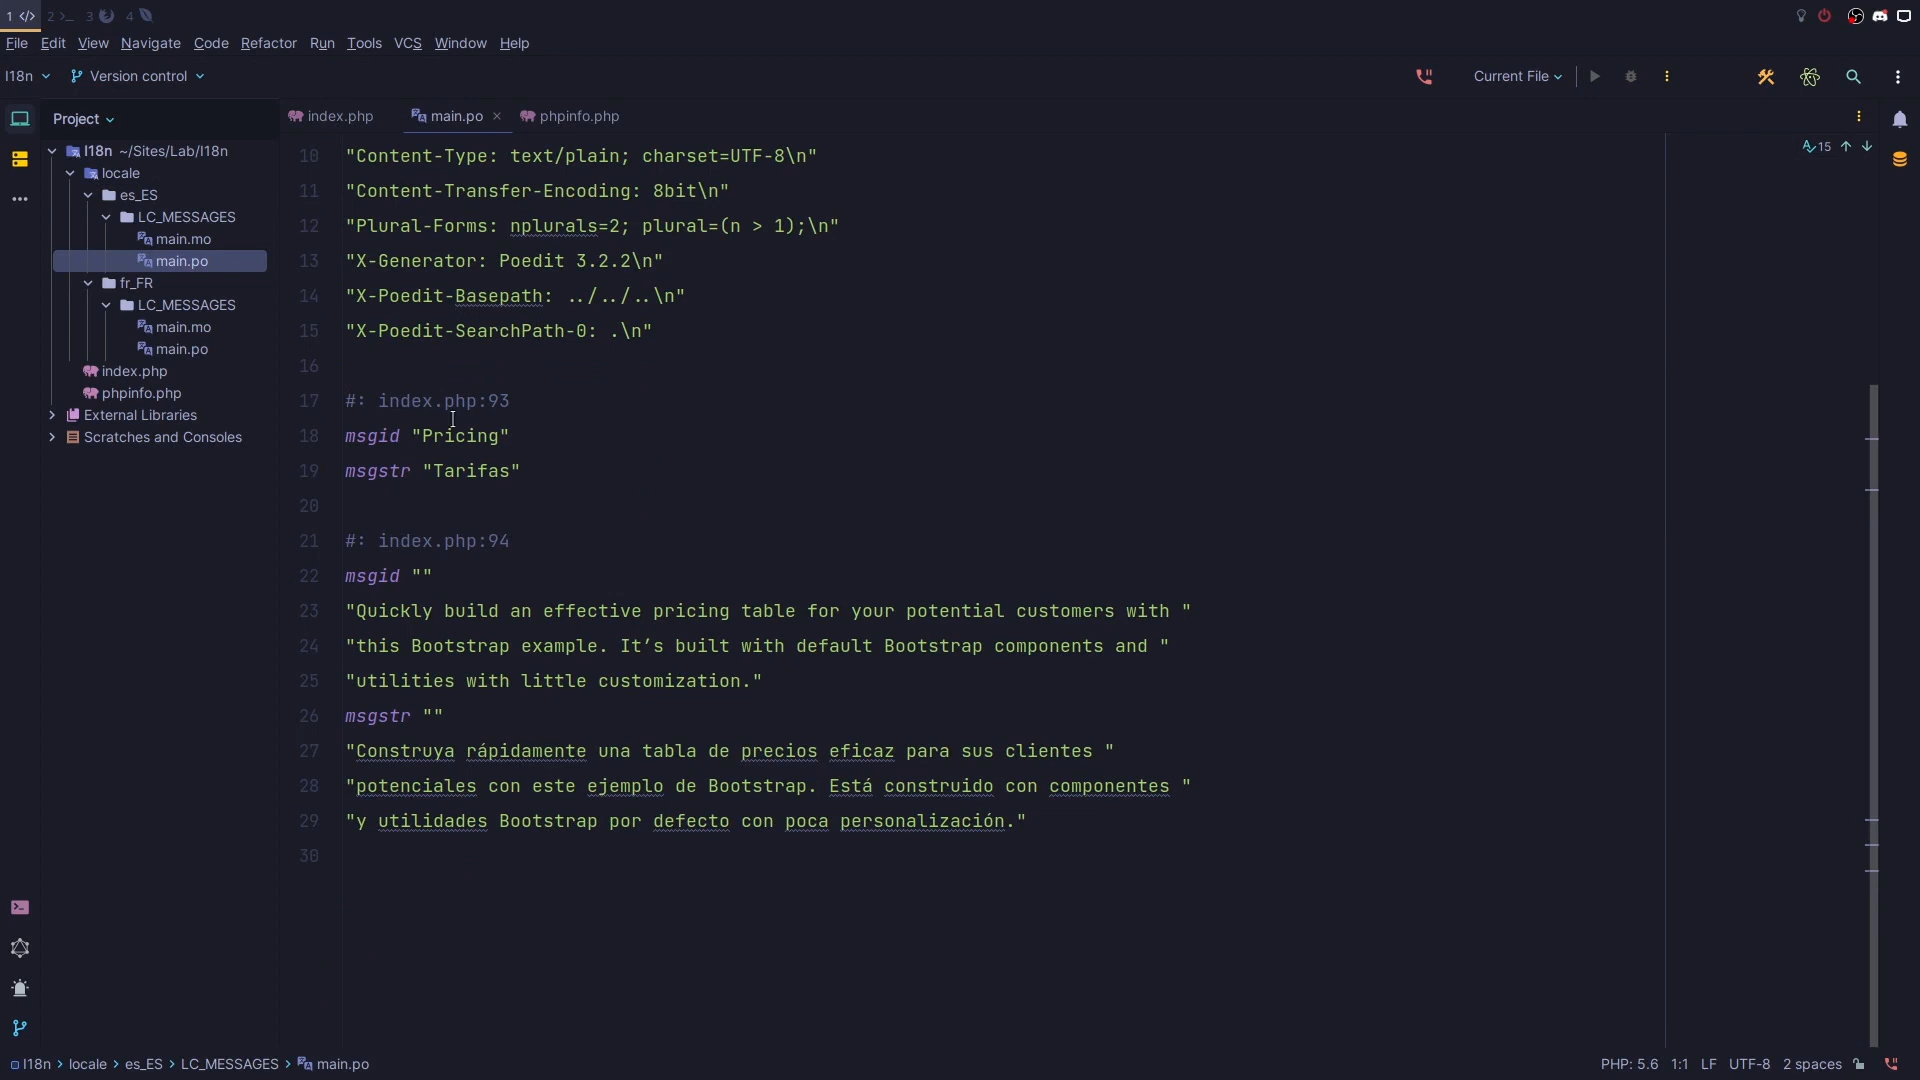 1 </> 2 >_ 3 4
File Edit View Navigate Code Refactor Run Tools VCS Window Help
I18n Version control Current File
Project
index.php main.po × phpinfo.php
I18n ~/Sites/Lab/I18n
locale
es_ES
LC_MESSAGES
main.mo
main.po
fr_FR
LC_MESSAGES
main.mo
main.po
index.php
phpinfo.php
External Libraries
Scratches and Consoles
15
10 "Content-Type: text/plain; charset=UTF-8\n"
11 "Content-Transfer-Encoding: 8bit\n"
12 "Plural-Forms: nplurals=2; plural=(n > 1);\n"
13 "X-Generator: Poedit 3.2.2\n"
14 "X-Poedit-Basepath: ../../..\n"
15 "X-Poedit-SearchPath-0: .\n"
16
17 #: index.php:93
18 msgid "Pricing"
19 msgstr "Tarifas"
20
21 #: index.php:94
22 msgid ""
23 "Quickly build an effective pricing table for your potential customers with "
24 "this Bootstrap example. It’s built with default Bootstrap components and "
25 "utilities with little customization."
26 msgstr ""
27 "Construya rápidamente una tabla de precios eficaz para sus clientes "
28 "potenciales con este ejemplo de Bootstrap. Está construido con componentes "
29 "y utilidades Bootstrap por defecto con poca personalización."
30
I18n > locale > es_ES > LC_MESSAGES > main.po PHP: 5.6 1:1 LF UTF-8 2 spaces